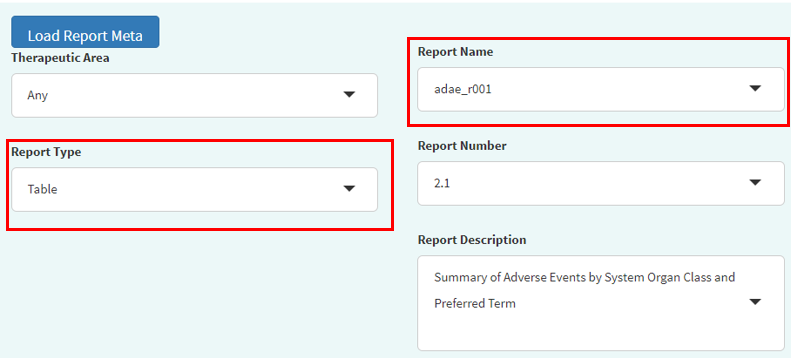 Load Report Meta
Therapeutic Area
Any
Report Type
Table
Report Name
adae_r001
Report Number
2.1
Report Description
Summary of Adverse Events by System Organ Class and
Preferred Term